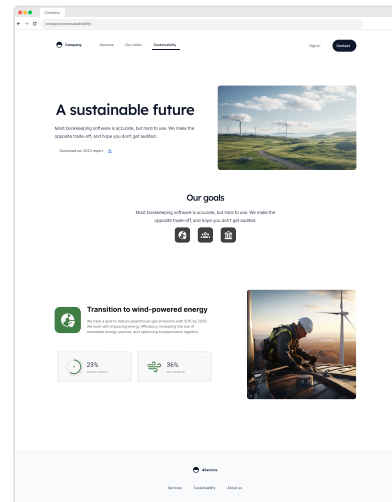 Company
company.com/sustainability
Company Services Our vision Sustainability Sign in Contact
A sustainable future
Most bookkeeping software is accurate, but hard to use. We make the
opposite trade-off, and hope you don't get audited.
Download our 2023 report
Our goals
Most bookkeeping software is accurate, but hard to use. We make the
opposite trade-off, and hope you don't get audited.
Transition to wind-powered energy
We have a goal to reduce greenhouse gas emissions with 50% by 2030.
We work with improving energy efficiency, increasing the use of
renewable energy sources, and optimizing transportation logistics.
23%
36%
#Service
Services Sustainability About us